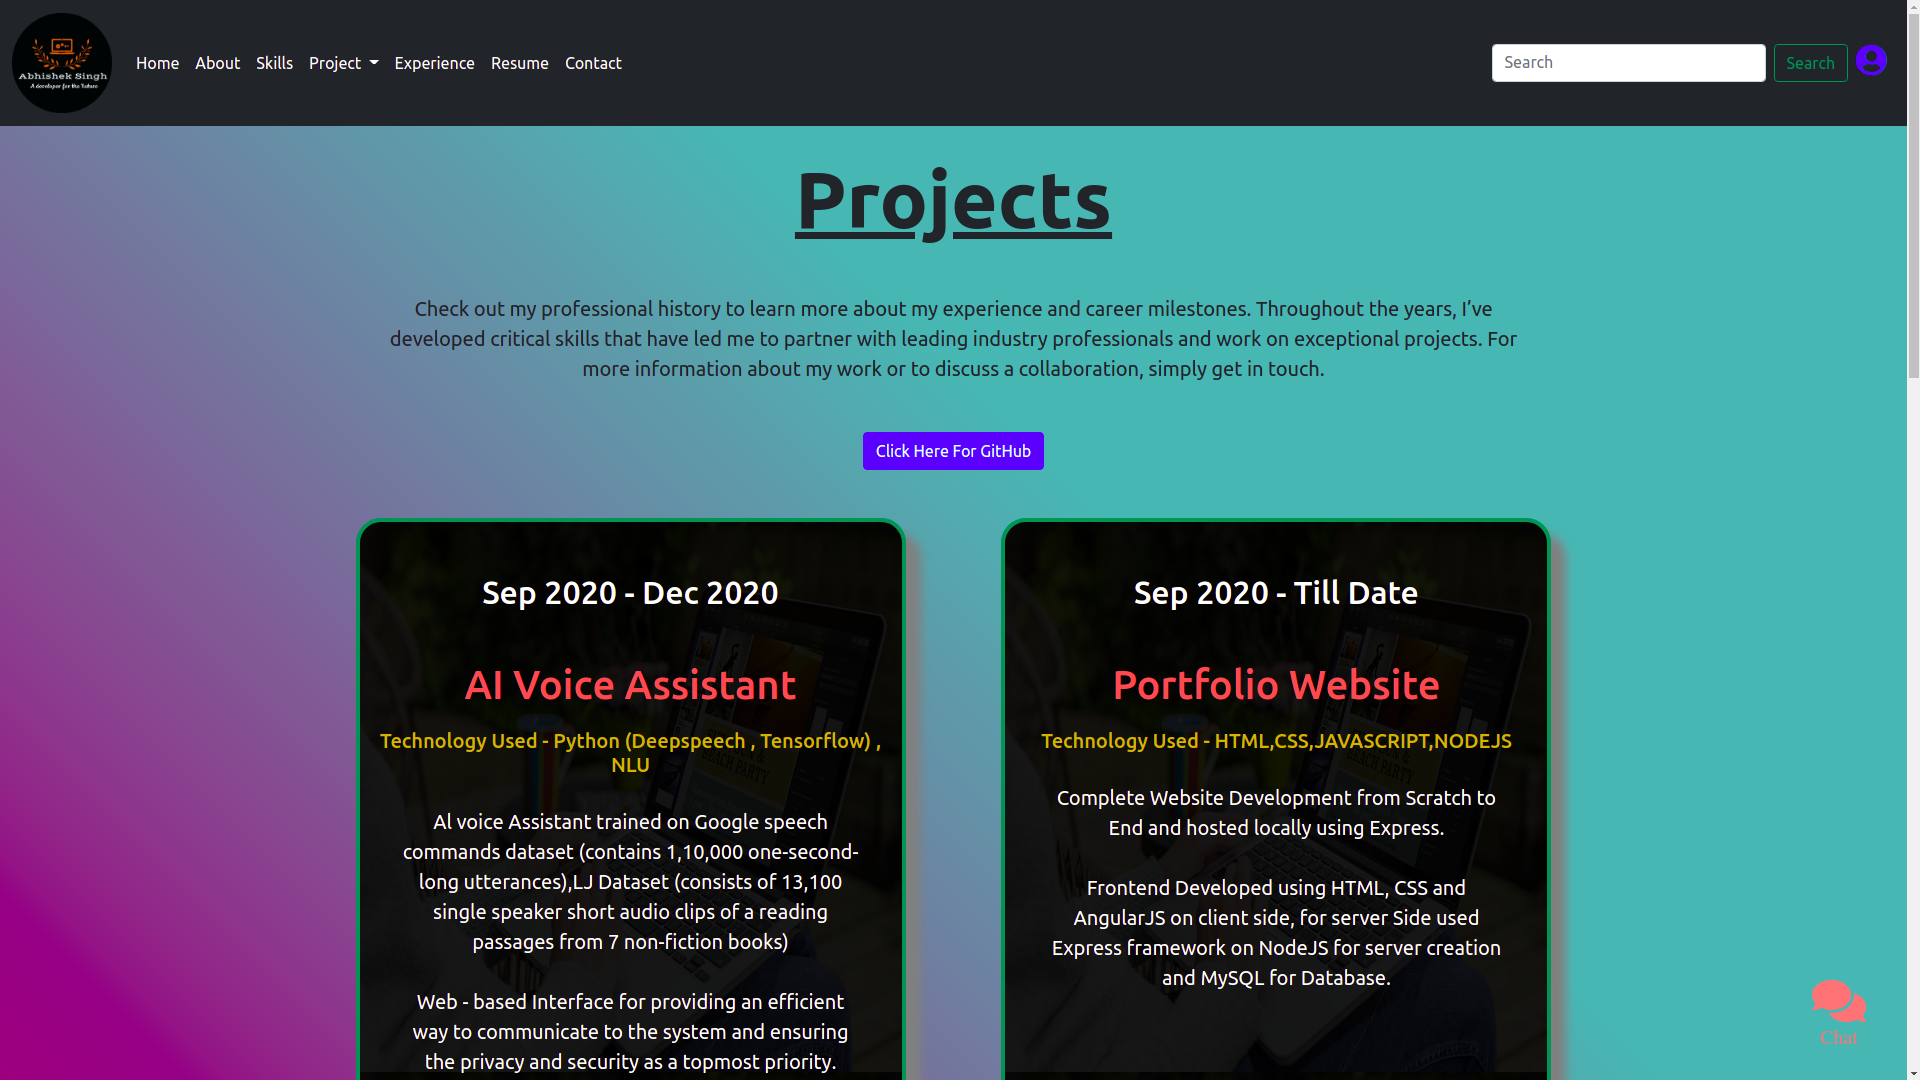 Abhishek Singh
A developer for the future
Home
About
Skills
Project
Experience
Resume
Contact
Search
Search
Projects
Check out my professional history to learn more about my experience and career milestones. Throughout the years, I’ve
developed critical skills that have led me to partner with leading industry professionals and work on exceptional projects. For
more information about my work or to discuss a collaboration, simply get in touch.
Click Here For GitHub
Sep 2020 - Dec 2020
AI Voice Assistant
Technology Used - Python (Deepspeech , Tensorflow) ,
NLU
Al voice Assistant trained on Google speech
commands dataset (contains 1,10,000 one-second-
long utterances),LJ Dataset (consists of 13,100
single speaker short audio clips of a reading
passages from 7 non-fiction books)
Web - based Interface for providing an efficient
way to communicate to the system and ensuring
the privacy and security as a topmost priority.
Sep 2020 - Till Date
Portfolio Website
Technology Used - HTML,CSS,JAVASCRIPT,NODEJS
Complete Website Development from Scratch to
End and hosted locally using Express.
Frontend Developed using HTML, CSS and
AngularJS on client side, for server Side used
Express framework on NodeJS for server creation
and MySQL for Database.
Chat